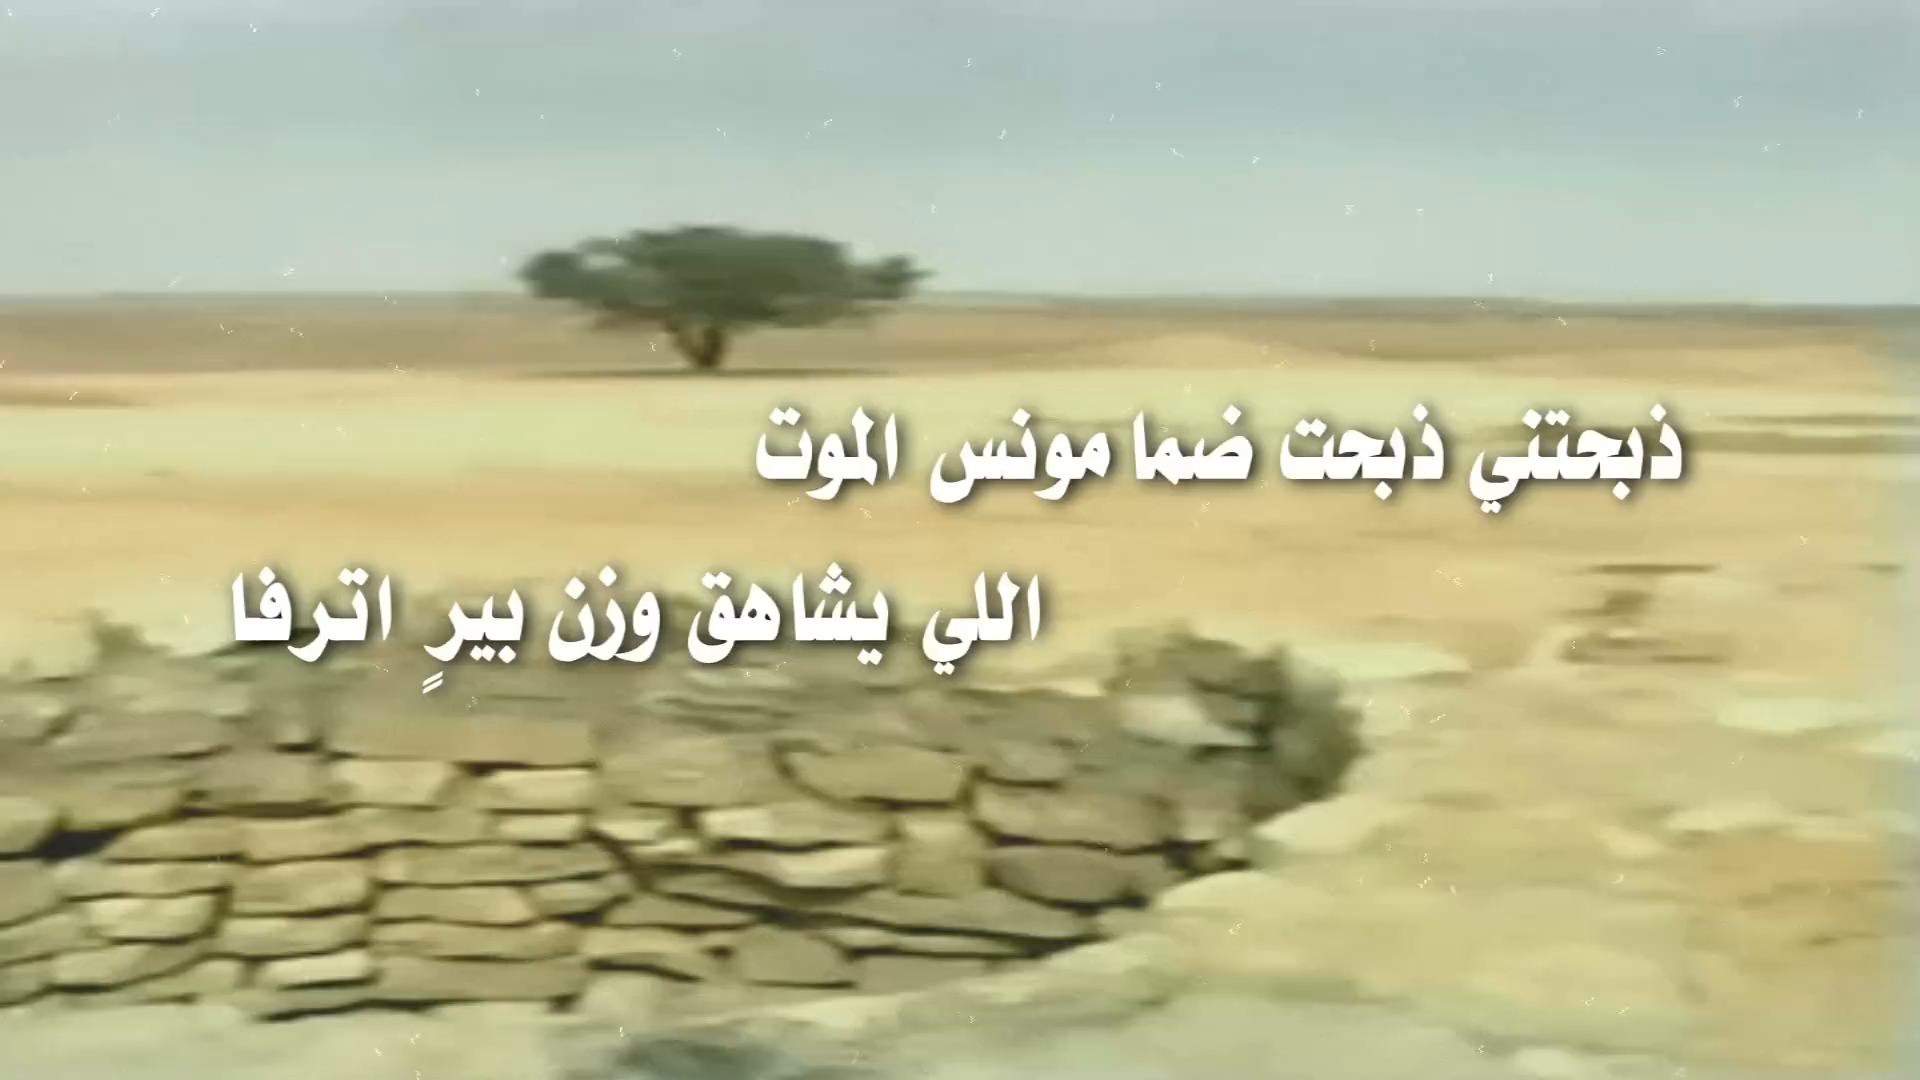 ذبحتني ذبحت ضما مونس الموت
اللي يشاهق وزن بيرٍ اترفا